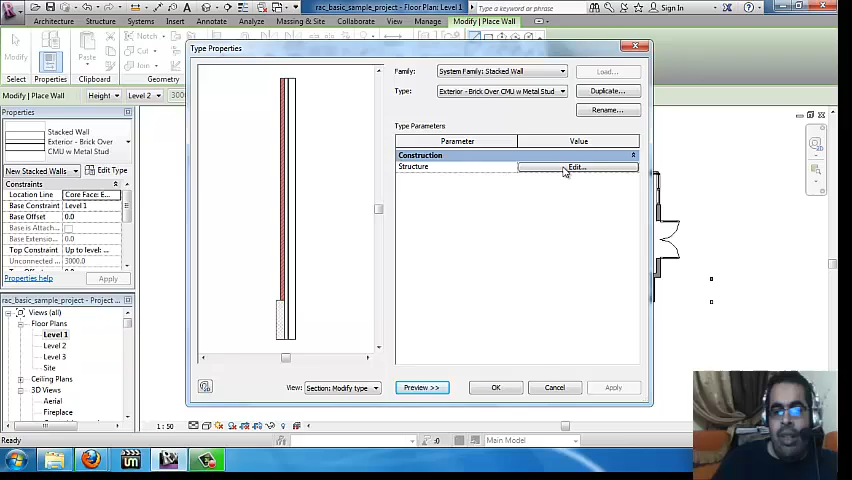 rac_basic_sample_project - Floor Plan: Level 1
Sign In
Architecture Structure Systems Insert Annotate Analyze Massing & Site Collaborate View Manage Modify | Place Wall
Modify
Properties
Paste
Cope
Cut
Join
Select Properties Clipboard Geometry
Modify | Place Wall Height Level 2 3000
Properties
Stacked Wall
Exterior - Brick Over
CMU w Metal Stud
New Stacked Walls Edit Type
Constraints
Location Line Core Face: E...
Base Constraint Level 1
Base Offset 0.0
Base is Attach...
Base Extensio... 0.0
Top Constraint Up to level: ...
Unconnected ... 3000.0
Properties help Apply
rac_basic_sample_project - Project ...
Views (all)
Floor Plans
Level 1
Level 2
Level 3
Site
Ceiling Plans
3D Views
Aerial
Fireplace
Type Properties
Family: System Family: Stacked Wall Load...
Type: Exterior - Brick Over CMU w Metal Stud Duplicate...
Rename...
Type Parameters
Parameter Value
Construction
Structure Edit...
View: Section: Modify type Preview >> OK Cancel Apply
1 : 50
Ready :0 Main Model